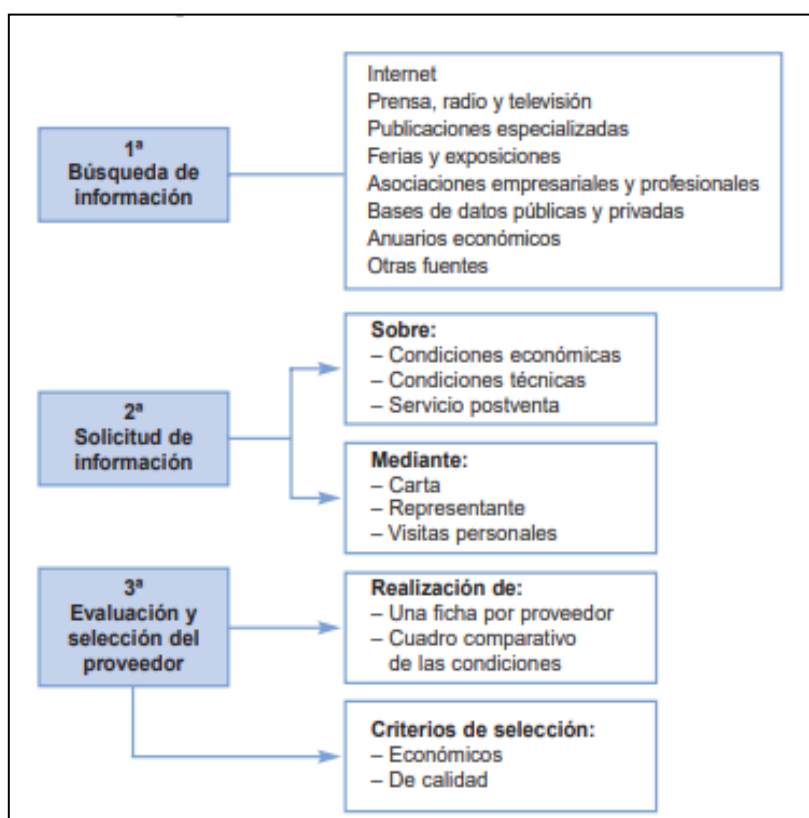 1ª
Búsqueda de
información
Internet
Prensa, radio y televisión
Publicaciones especializadas
Ferias y exposiciones
Asociaciones empresariales y profesionales
Bases de datos públicas y privadas
Anuarios económicos
Otras fuentes
2ª
Solicitud de
información
Sobre:
– Condiciones económicas
– Condiciones técnicas
– Servicio postventa
Mediante:
– Carta
– Representante
– Visitas personales
3ª
Evaluación y
selección del
proveedor
Realización de:
– Una ficha por proveedor
– Cuadro comparativo
de las condiciones
Criterios de selección:
– Económicos
– De calidad